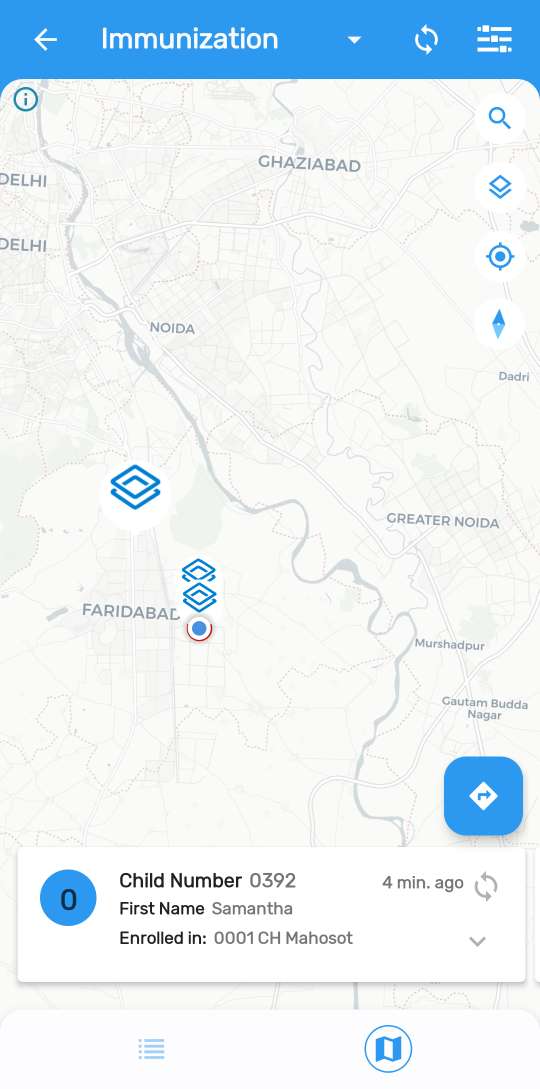 Immunization
GHAZIABAD
DELHI
DELHI
NOIDA
Dadri
GREATER NOIDA
FARIDABAD
Murshadpur
Gautam Budda
Nagar
0
Child Number 0392
4 min. ago
First Name Samantha
Enrolled in: 0001 CH Mahosot